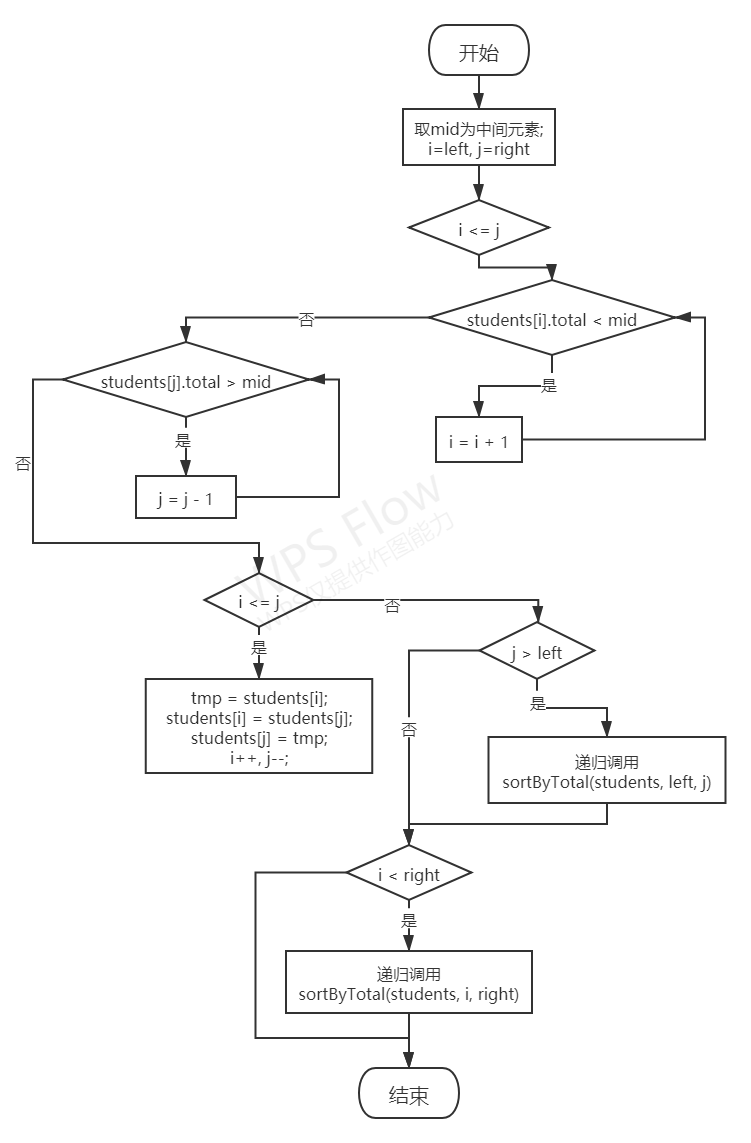 开始
取mid为中间元素;
i=left, j=right
i <= j
students[i].total < mid
否
是
i = i + 1
students[j].total > mid
是
否
j = j - 1
WPS Flow
WPS仅提供作图能力
i <= j
否
是
tmp = students[i];
students[i] = students[j];
students[j] = tmp;
i++, j--;
j > left
是
否
递归调用
sortByTotal(students, left, j)
i < right
是
递归调用
sortByTotal(students, i, right)
结束